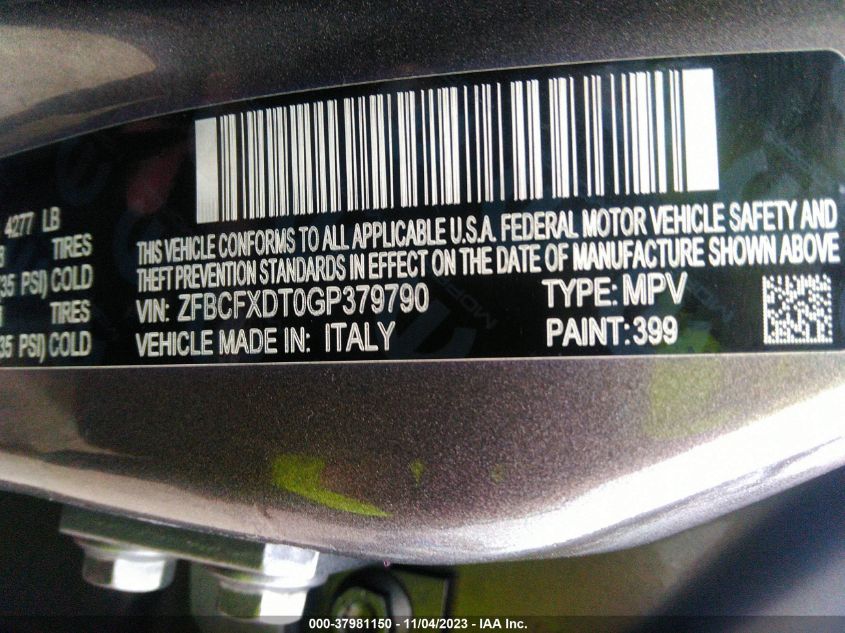 4277 LB
TIRES
(35 PSI) COLD
TIRES
35 PSI) COLD
THIS VEHICLE CONFORMS TO ALL APPLICABLE U.S.A. FEDERAL MOTOR VEHICLE SAFETY AND
THEFT PREVENTION STANDARDS IN EFFECT ON THE DATE OF MANUFACTURE SHOWN ABOVE
VIN: ZFBCFXDT0GP379790 TYPE: MPV
VEHICLE MADE IN: ITALY PAINT: 399
000-37981150 - 11/04/2023 - IAA Inc.